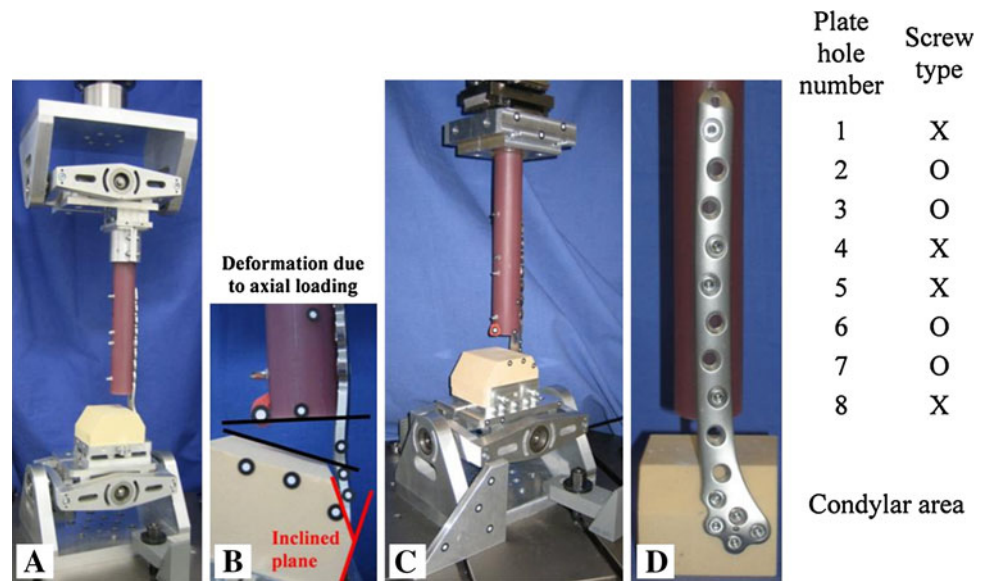 Plate
hole
number
Screw
type
1 X
2 O
3 O
4 X
5 X
6 O
7 O
8 X
Condylar area
Deformation due
to axial loading
Inclined
plane
A
B
C
D